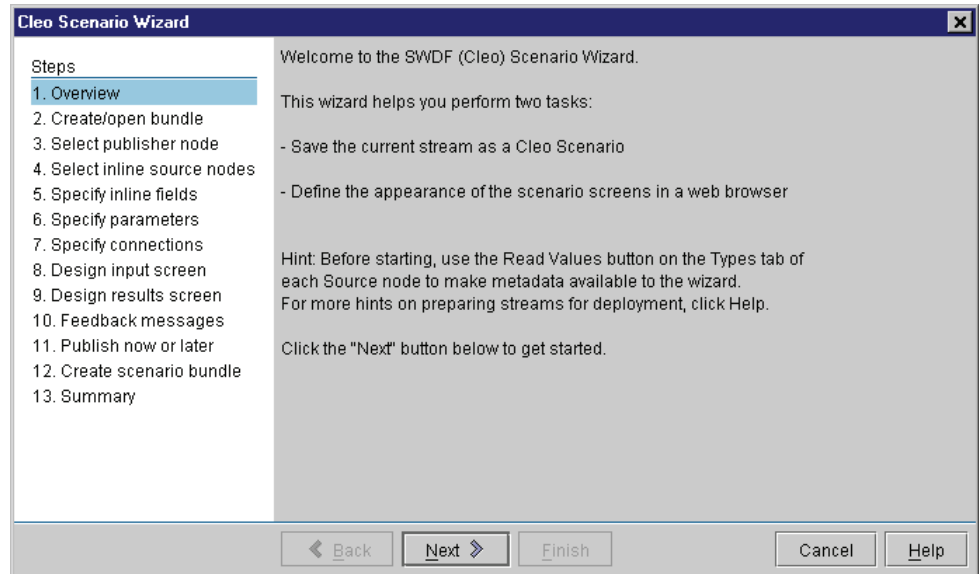 Cleo Scenario Wizard
Steps
1. Overview
2. Create/open bundle
3. Select publisher node
4. Select inline source nodes
5. Specify inline fields
6. Specify parameters
7. Specify connections
8. Design input screen
9. Design results screen
10. Feedback messages
11. Publish now or later
12. Create scenario bundle
13. Summary
Welcome to the SWDF (Cleo) Scenario Wizard.
This wizard helps you perform two tasks:
- Save the current stream as a Cleo Scenario
- Define the appearance of the scenario screens in a web browser
Hint: Before starting, use the Read Values button on the Types tab of
each Source node to make metadata available to the wizard.
For more hints on preparing streams for deployment, click Help.
Click the "Next" button below to get started.
Back
Next
Finish
Cancel
Help